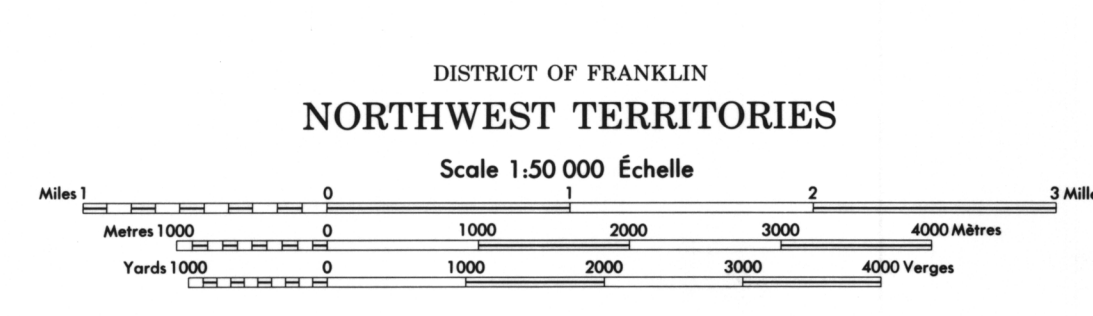 DISTRICT OF FRANKLIN
NORTHWEST TERRITORIES
Scale 1:50 000 Échelle
Miles 1 0 1 2 3
Metres 1000 0 1000 2000 3000 4000 Mètres
Yards 1000 0 1000 2000 3000 4000 Verges